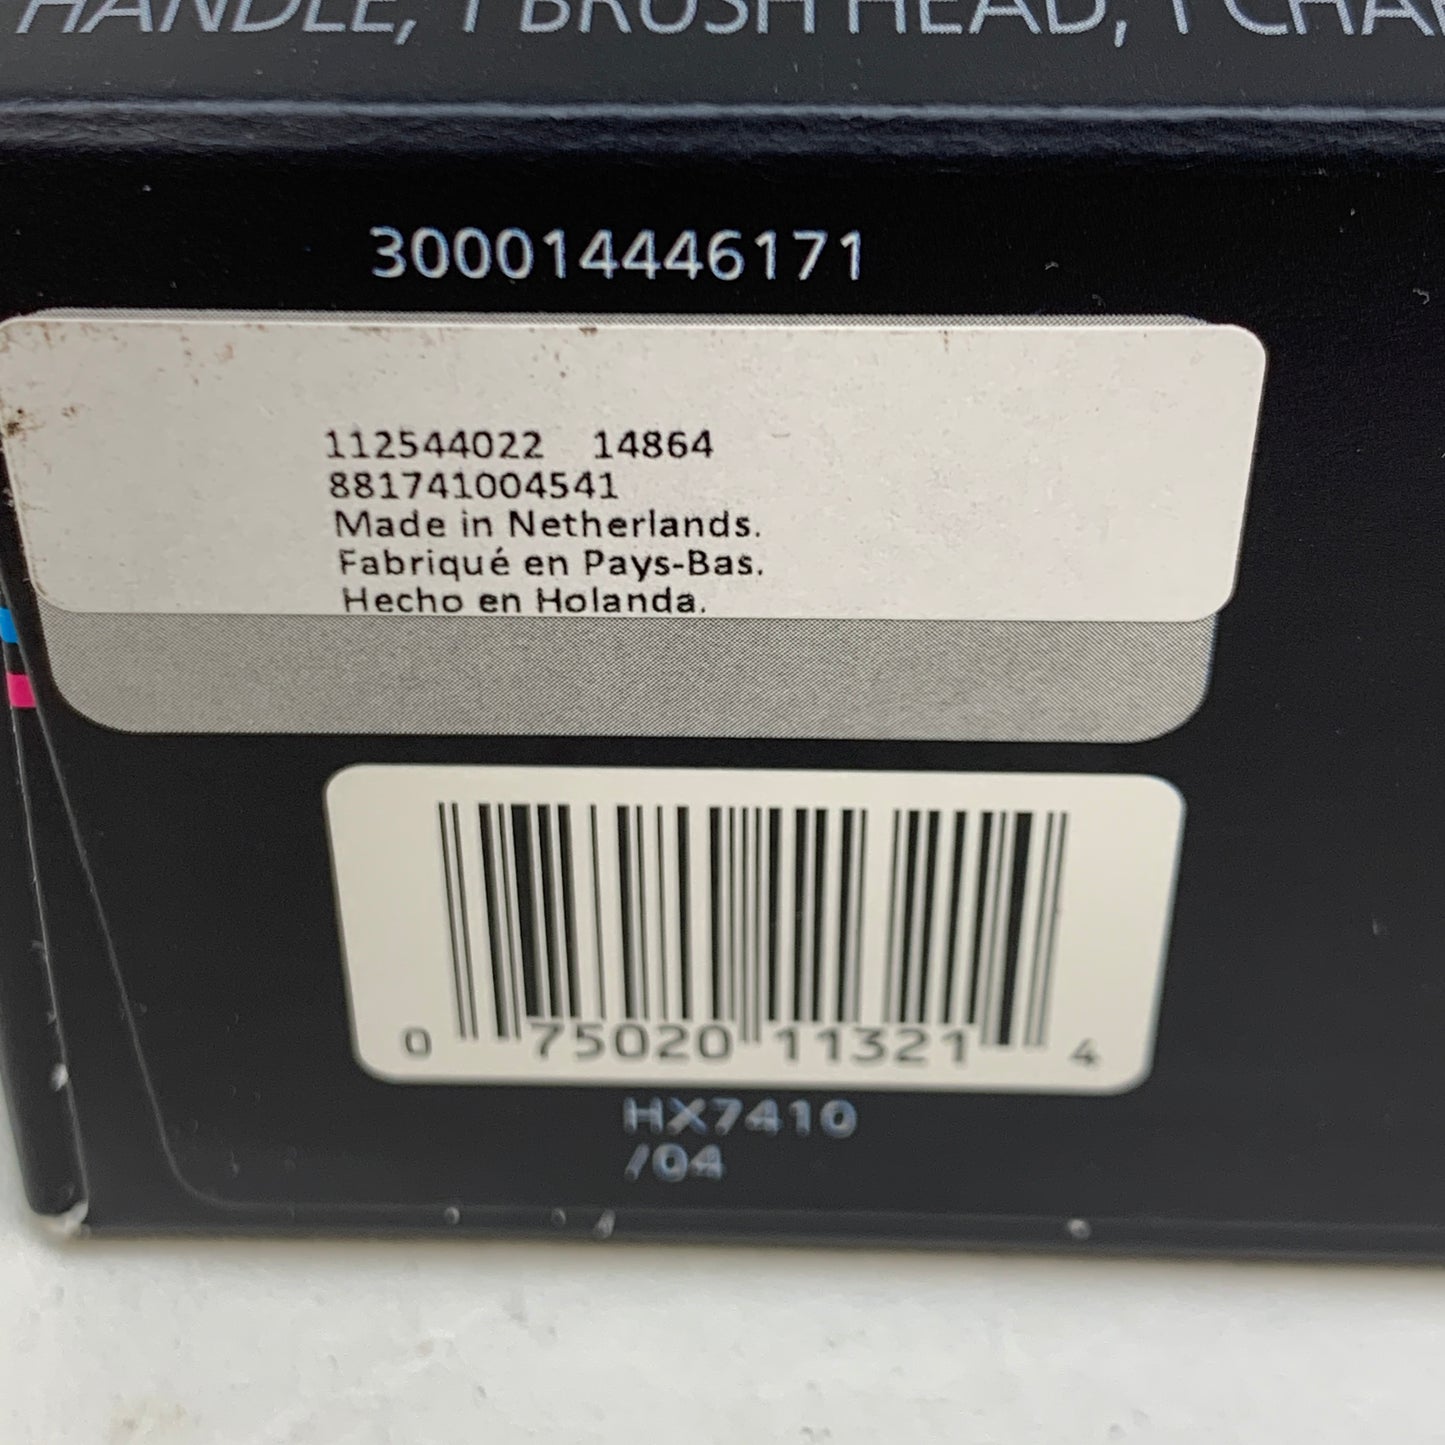 HANDLE, 1 BRUSH HEAD, 1
300014446171
112544022 14864
881741004541
Made in Netherlands.
Fabriqué en Pays-Bas.
Hecho en Holanda.
0 75020 11321 4
HX7410
/04